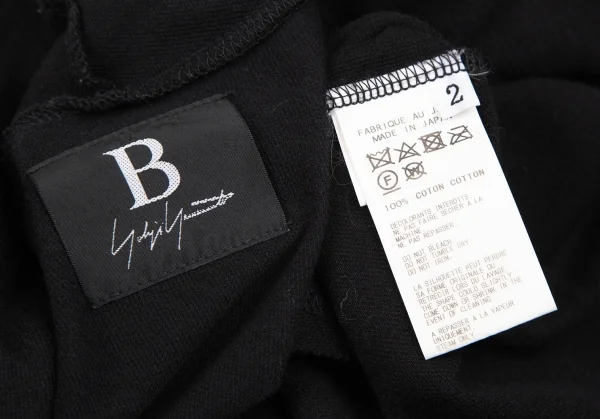 B
Yohji Yamamoto
2
FABRIQUE AU J
MADE IN JAPAN
F
W
100% COTON COTTON
DECOLORANTS INTERDITS
NE PAS FAIRE SECHER A LA
MACHINE
NE PAS REPASSER
DO NOT BLEACH
DO NOT TUMBLE DRY
DO NOT IRON
LA SILHOUETTE PEUT PERDRE
SA FORME ORIGINALE OU
RETRECIR LORS DU LAVAGE
THE SHAPE COULD SLIGHTLY
COME DOWN OR SHRINK IN THE
EVENT OF CLEANING
A REPASSER A LA VAPEUR
UNIQUEMENT
STEAM ONLY